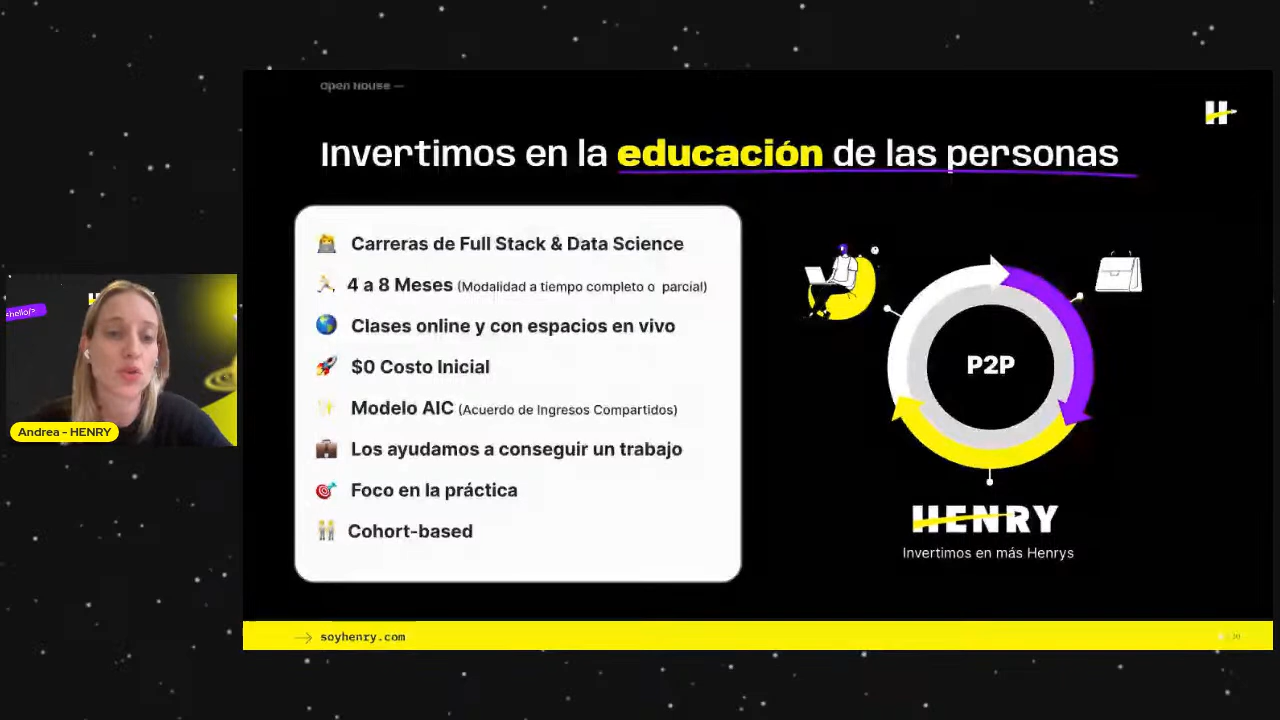 Open House —
H
Invertimos en la educación de las personas
Carreras de Full Stack & Data Science
4 a 8 Meses (Modalidad a tiempo completo o parcial)
Clases online y con espacios en vivo
$0 Costo Inicial
Modelo AIC (Acuerdo de Ingresos Compartidos)
Los ayudamos a conseguir un trabajo
Foco en la práctica
Cohort-based
P2P
HENRY
Invertimos en más Henrys
<hello/>
Andrea - HENRY
soyhenry.com